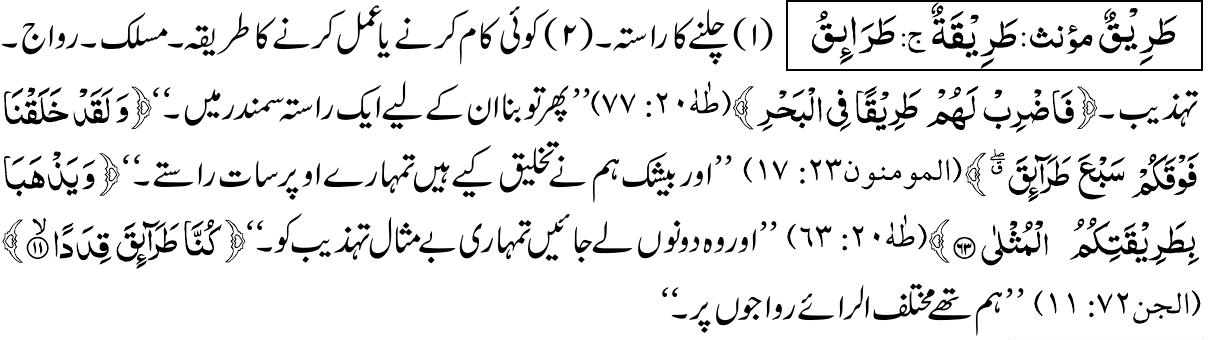 طَرِيْقٌ مؤنث: طَرِيْقَةٌ ج: طَرَايِقُ (۱) چلنے کا راستہ۔ (۲) کوئی کام کرنے یا عمل کرنے کا طریقہ۔ مسلک۔ رواج۔
تہذیب۔ ﴿فَاضْرِبْ لَهُمْ طَرِيْقًا فِى الْبَحْرِ﴾ (طٰهٰ ۲۰: ۷۷) ’’پھر تو بنا ان کے لیے ایک راستہ سمندر میں۔‘‘ ﴿وَلَقَدْ خَلَقْنَا
فَوْقَكُمْ سَبْعَ طَرَآئِقَ ۖ ق﴾ (المومنون ۲۳: ۱۷) ’’اور بیشک ہم نے تخلیق کیے ہیں تمہارے اوپر سات راستے۔‘‘ ﴿وَيَذْهَبَا
بِطَرِيْقَتِكُمُ الْمُثْلٰى ۶۳﴾ (طٰهٰ ۲۰: ۶۳) ’’اور وہ دونوں لے جائیں تمہاری بے مثال تہذیب کو۔‘‘ ﴿كُنَّا طَرَآئِقَ قِدَدًا ۙ ۱۱﴾
(الجن ۷۲: ۱۱) ’’ہم تھے مختلف الرائے رواجوں پر۔‘‘